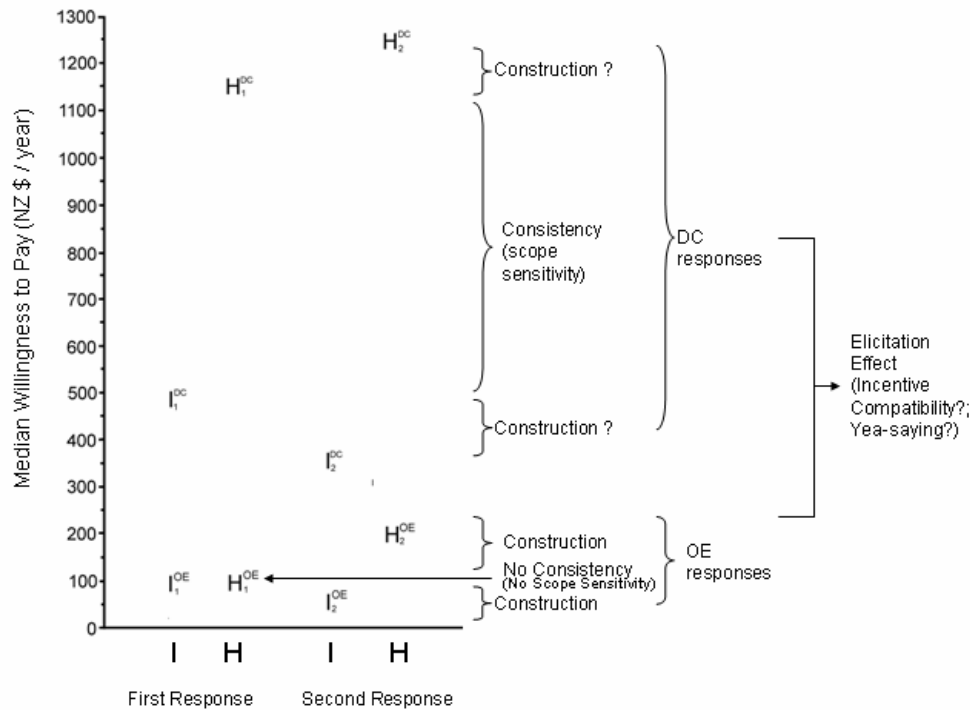 Median Willingness to Pay (NZ $ / year)
1300
1200
1100
1000
900
800
700
600
500
400
300
200
100
0
H₁ᴰᶜ
H₂ᴰᶜ
I₁ᴰᶜ
I₂ᴰᶜ
H₂ᴼᴱ
I₁ᴼᴱ
H₁ᴼᴱ
I₂ᴼᴱ
Construction ?
Consistency
(scope
sensitivity)
Construction ?
Construction
No Consistency
(No Scope Sensitivity)
Construction
DC
responses
OE
responses
Elicitation
Effect
(Incentive
Compatibility?;
Yea-saying?)
I H I H
First Response Second Response